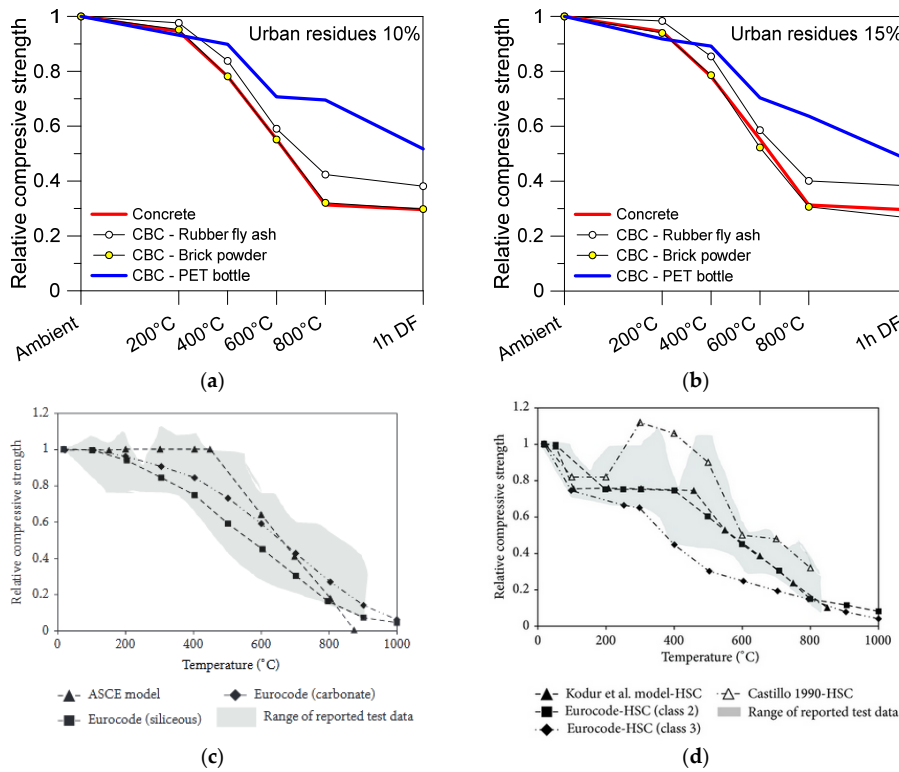 Urban residues 10%
Relative compressive strength
1
0.8
0.6
0.4
0.2
0
Concrete
CBC - Rubber fly ash
CBC - Brick powder
CBC - PET bottle
Ambient
200°C
400°C
600°C
800°C
1h DF
(a)
Urban residues 15%
Relative compressive strength
1
0.8
0.6
0.4
0.2
0
Concrete
CBC - Rubber fly ash
CBC - Brick powder
CBC - PET bottle
Ambient
200°C
400°C
600°C
800°C
1h DF
(b)
Relative compressive strength
1.2
1
0.8
0.6
0.4
0.2
0
0 200 400 600 800 1000
Temperature (°C)
ASCE model
Eurocode (carbonate)
Eurocode (siliceous)
Range of reported test data
(c)
Relative compressive strength
1.2
1
0.8
0.6
0.4
0.2
0
0 200 400 600 800 1000
Temperature (°C)
Kodur et al. model-HSC
Castillo 1990-HSC
Eurocode-HSC (class 2)
Range of reported test data
Eurocode-HSC (class 3)
(d)